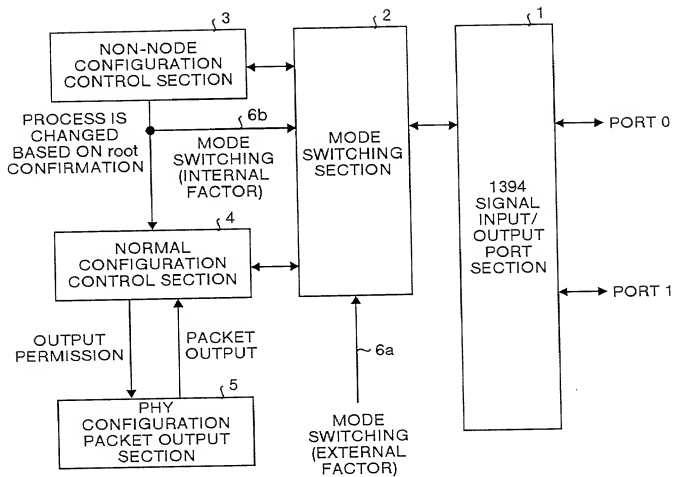 3
NON-NODE
CONFIGURATION
CONTROL SECTION
2
MODE
SWITCHING
SECTION
1
1394
SIGNAL
INPUT/
OUTPUT
PORT
SECTION
PORT 0
PORT 1
PROCESS IS
CHANGED
BASED ON root
CONFIRMATION
6b
MODE
SWITCHING
(INTERNAL
FACTOR)
4
NORMAL
CONFIGURATION
CONTROL SECTION
OUTPUT
PERMISSION
PACKET
OUTPUT
5
PHY
CONFIGURATION
PACKET OUTPUT
SECTION
6a
MODE
SWITCHING
(EXTERNAL
FACTOR)